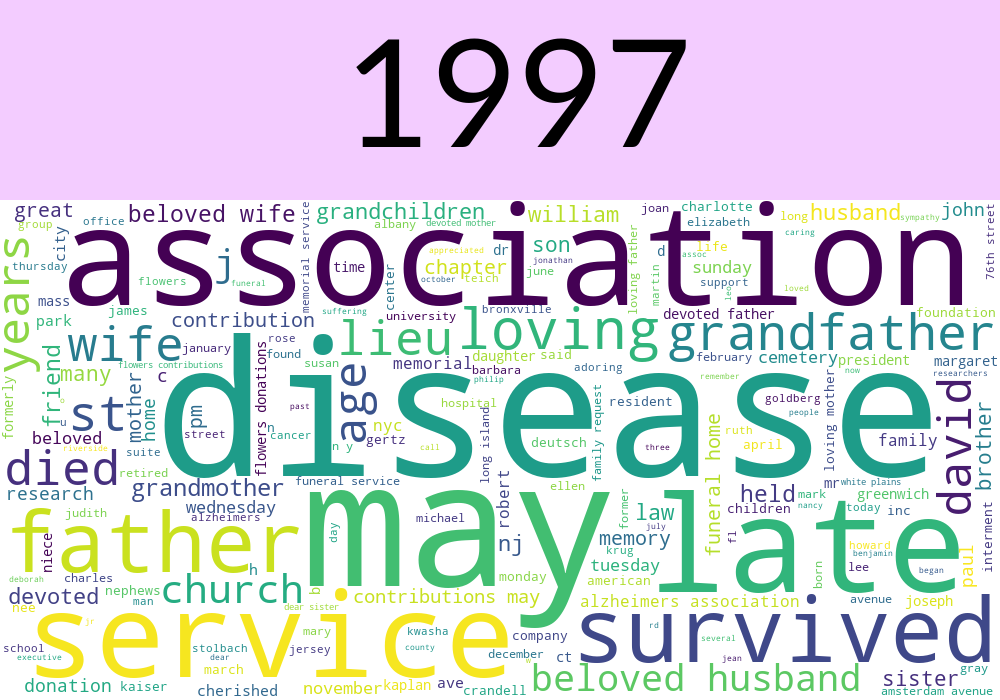 1997
great
beloved wife
grandchildren
william
joan
charlotte
long
husband
sympathy
john
group
office
memorial service
albany
devoted mother
elizabeth
caring
76th street
years
city
association
thursday
j
time
appreciated
dr
son
d
life
assoc
loving father
flowers
funeral
center
chapter
october
teich
jonathan
june
martin
sunday
support
leo
loved
mass
james
suffering
university
bronxville
devoted father
foundation
park
contribution
lieu
loving
grandfather
wife
january
rose
found
susan
memorial
daughter
said
adoring
february
cemetery
president
margaret
formerly
friend
many
flowers contributions
c
barbara
philip
remember
now
researchers
mother
home
st
pm
street
flowers donations
past
age
disease
hospital
resident
goldberg
people
david
brother
u
beloved
riverside
suite
n
cancer
n y
nyc
gertz
call
long island
deutsch
family request
three
funeral home
ruth
april
loving mother
family
died
retired
funeral service
mr
white plains
research
grandmother
robert
ellen
former
held
mark
nancy
greenwich
wednesday
alzheimers
judith
father
day
may
michael
law
july
children
today
inc
late
interment
niece
nj
memory
krug
fl
howard
benjamin
paul
deborah
charles
h
monday
tuesday
american
born
lee
began
devoted
nephews
man
church
b
contributions may
alzheimers association
avenue
joseph
nee
dear sister
service
jr
survived
rd
several
jean
school
executive
stolbach
dear
mary
jersey
kwasha
county
company
december
w
ct
march
gray
donation
kaiser
cherished
november
kaplan
ave
crandell
beloved husband
sister
amsterdam avenue